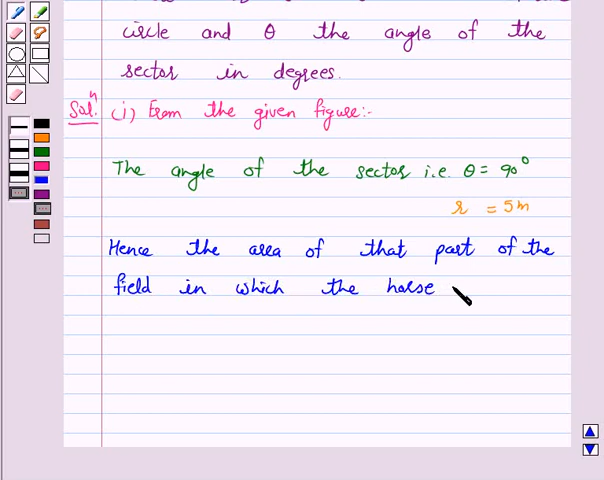 circle and θ the angle of the
sector in degrees.
Solⁿ. (i) From the given figure:-
The angle of the sector i.e. θ = 90°
r = 5m
Hence the area of that part of the
field in which the horse